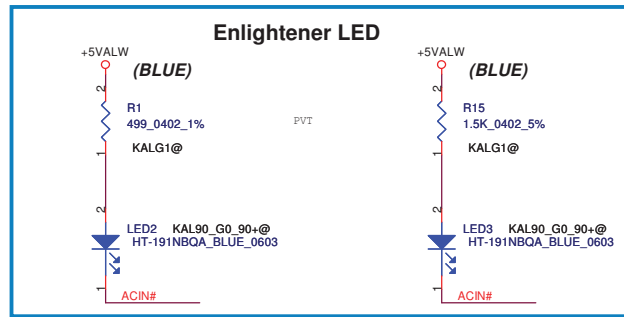 Enlightener LED
+5VALW
(BLUE)
2
R1
499_0402_1%
KALG1@
1
2
LED2 KAL90_G0_90+@
HT-191NBQA_BLUE_0603
1
ACIN#
PVT
+5VALW
(BLUE)
2
R15
1.5K_0402_5%
KALG1@
1
2
LED3 KAL90_G0_90+@
HT-191NBQA_BLUE_0603
1
ACIN#